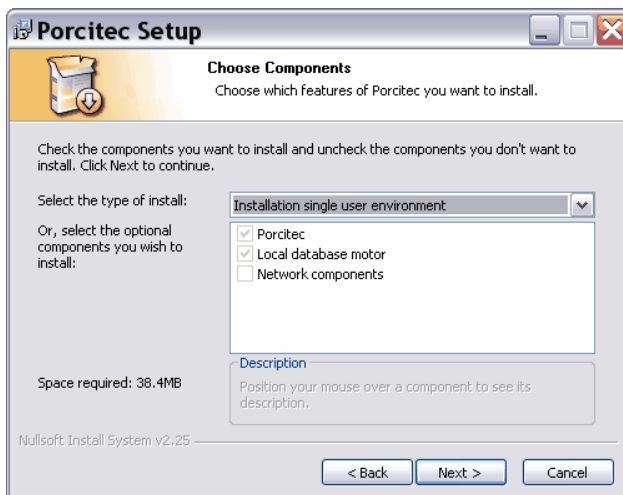 Porcitec Setup
Choose Components
Choose which features of Porcitec you want to install.
Check the components you want to install and uncheck the components you don't want to
install. Click Next to continue.
Select the type of install:
Installation single user environment
Or, select the optional
components you wish to
install:
Porcitec
Local database motor
Network components
Space required: 38.4MB
Description
Position your mouse over a component to see its
description.
Nullsoft Install System v2.25
< Back
Next >
Cancel